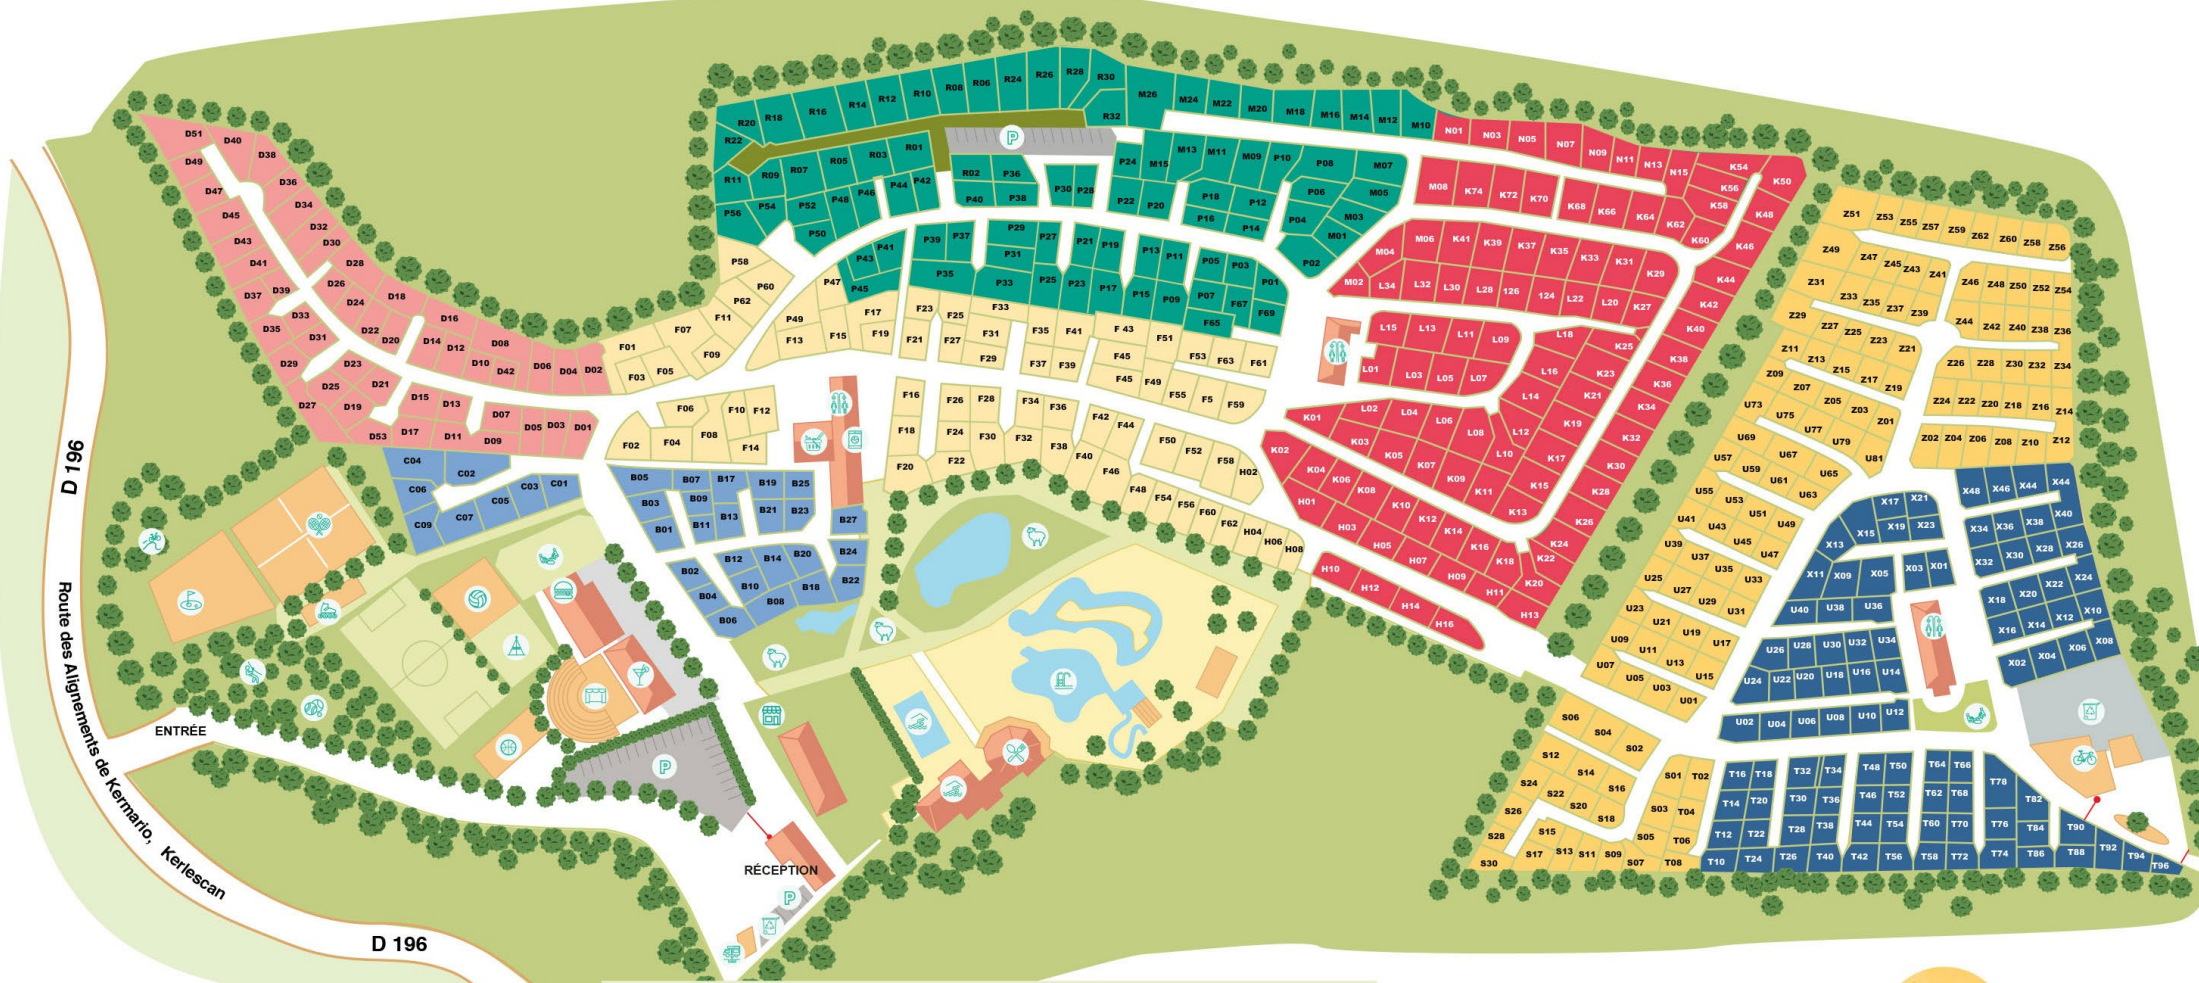 D 196
Route des Alignements de Kermario, Kerlescan
D 196
ENTRÉE
RÉCEPTION
P
P
P
P
D51 D40 D38 D49 D36 D47 D34 D45 D32 D43 D30 D41 D28 D26 D39 D37 D24 D18 D33 D35 D16 D22 D31 D20 D14 D12 D08 D29 D23 D10 D42 D06 D04 D02
D25 D21 D27 D19 D15 D13 D07 D05 D03 D01 D53 D17 D11 D09
C04 C02 C06 C03 C01 C05 C07 C09
B05 B07 B17 B19 B25 B03 B09 B21 B23 B01 B11 B13 B27
B12 B14 B20 B24 B02 B10 B18 B22 B04 B08 B06
R20 R18 R16 R14 R12 R10 R08 R06 R24 R26 R28 R30 R32 R22 R11 R09 R07 R05 R03 R01 R02
P56 P54 P52 P48 P46 P44 P42 P50 P36 P40 P38 P30 P28 P24 P22 P20 P18 P16 P12 P14 P10 P08 P06 P04 P02
M26 M24 M22 M20 M18 M16 M14 M12 M10 M15 M13 M11 M09 M07 M05 M03 M01
P41 P43 P45 P39 P37 P35 P29 P31 P33 P27 P25 P21 P19 P23 P17 P13 P11 P15 P09 P05 P03 P01 P07 F67 F69 F65
P58 P60 P62 F11 F07 F09 F01 F03 F05 P47 P49 F13 F17 F15 F19
F23 F21 F25 F27 F33 F31 F29 F35 F41 F37 F39 F 43 F45 F45 F51 F49 F53 F63 F61 F55 F5 F59
F06 F10 F12 F02 F04 F08 F14
F16 F18 F20 F26 F28 F24 F30 F22 F34 F36 F32 F38 F42 F44 F40 F46 F50 F52 F58 H02 F48 F54 F56 F60 F62 H04 H06 H08
N01 N03 N05 N07 N09 N11 N13 N15 K54 K56 K58 K50 K48 K46 K44 K42 K40 K38 K36 K34 K32 K30 K28 K26 K24 K22 K20
M08 K74 K72 K70 K68 K66 K64 K62 K60
M04 M06 K41 K39 K37 K35 K33 K31 K29 M02 L34 L32 L30 L28 126 124 L22 L20 K27
L15 L13 L11 L09 L01 L03 L05 L07 L18 K25 L16 K23 L14 K21 K19 K17 K15 K13
K01 L02 L04 L06 L08 L12 L10 K03 K05 K07 K09 K11
K02 K04 K06 K08 K10 K12 K14 K16 K18 H01 H03 H05 H07 H09 H11 H13
H10 H12 H14 H16
Z51 Z53 Z55 Z57 Z59 Z62 Z60 Z58 Z56 Z49 Z47 Z45 Z43 Z41 Z31 Z33 Z35 Z37 Z39 Z46 Z48 Z50 Z52 Z54 Z44 Z42 Z40 Z38 Z36
Z29 Z27 Z25 Z23 Z21 Z11 Z13 Z15 Z17 Z19 Z26 Z28 Z30 Z32 Z34 Z24 Z22 Z20 Z18 Z16 Z14 Z09 Z07 Z05 Z03 Z01 Z02 Z04 Z06 Z08 Z10 Z12
U73 U75 U77 U79 U81 U69 U67 U65 U57 U59 U61 U63 U55 U53 U51 U49 U41 U43 U45 U47 U39 U37 U35 U33 U25 U27 U29 U31 U23 U21 U19 U17 U09 U11 U13 U15 U07 U05 U03 U01
X48 X46 X44 X44 X40 X17 X21 X15 X19 X23 X13 X34 X36 X38 X32 X30 X28 X26 X11 X09 X05 X03 X01 X24 X22 X20 X18 X16 X14 X12 X10 X08 X06 X04 X02
U40 U38 U36 U26 U28 U30 U32 U34 U24 U22 U20 U18 U16 U14 U02 U04 U06 U08 U10 U12
S06 S04 S02 S12 S14 S16 S24 S22 S20 S18 S26 S28 S30 S15 S17 S13 S11 S09 S07 S01 S03 S05 T02 T04 T06 T08
T16 T18 T14 T20 T12 T22 T10 T24 T32 T34 T30 T36 T28 T38 T26 T40 T48 T50 T46 T52 T44 T54 T42 T56 T64 T66 T62 T68 T60 T70 T58 T72 T78 T76 T74 T82 T84 T86 T90 T88 T92 T94 T96